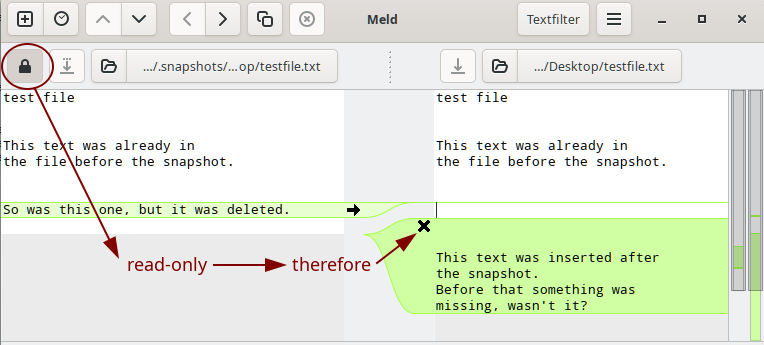 Meld
Textfilter
.../.snapshots/...op/testfile.txt
.../Desktop/testfile.txt
test file
This text was already in
the file before the snapshot.
So was this one, but it was deleted.
test file
This text was already in
the file before the snapshot.
This text was inserted after
the snapshot.
Before that something was
missing, wasn't it?
read-only
therefore